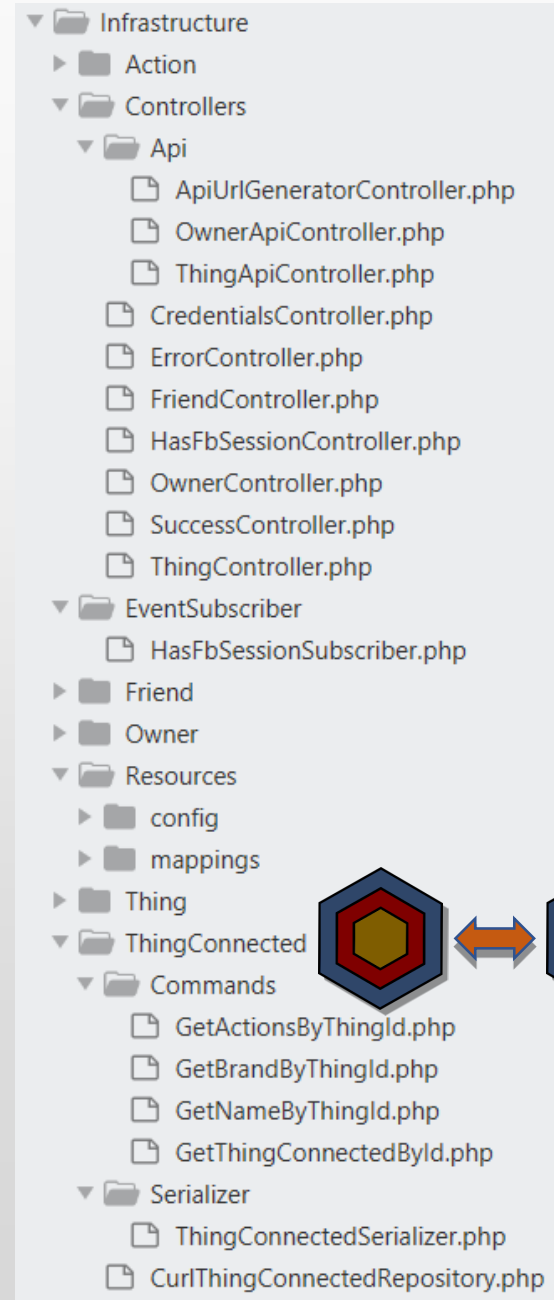 Infrastructure
Action
Controllers
Api
ApiUrlGeneratorController.php
OwnerApiController.php
ThingApiController.php
CredentialsController.php
ErrorController.php
FriendController.php
HasFbSessionController.php
OwnerController.php
SuccessController.php
ThingController.php
EventSubscriber
HasFbSessionSubscriber.php
Friend
Owner
Resources
config
mappings
Thing
ThingConnected
Commands
GetActionsByThingId.php
GetBrandByThingId.php
GetNameByThingId.php
GetThingConnectedById.php
Serializer
ThingConnectedSerializer.php
CurlThingConnectedRepository.php